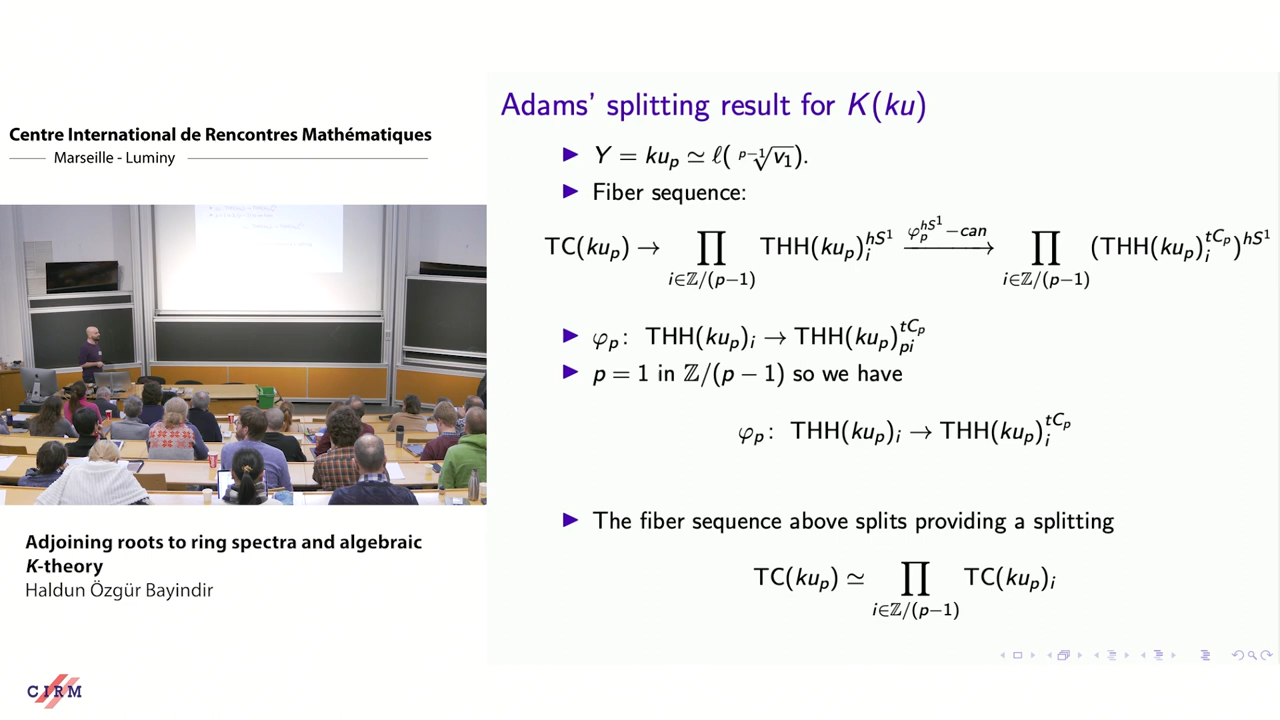 Centre International de Rencontres Mathématiques
Marseille - Luminy
Adams' splitting result for K(ku)
▶ Y = ku_p ≃ ℓ(\sqrt[p−1]{v_1}).
▶ Fiber sequence:
TC(ku_p) → ∏_{i∈ℤ/(p−1)} THH(ku_p)_i^{hS^1} \xrightarrow{φ_p^{hS^1}−can} ∏_{i∈ℤ/(p−1)} (THH(ku_p)_i^{tC_p})^{hS^1}
▶ φ_p : THH(ku_p)_i → THH(ku_p)_{pi}^{tC_p}
▶ p = 1 in ℤ/(p − 1) so we have
φ_p : THH(ku_p)_i → THH(ku_p)_i^{tC_p}
▶ The fiber sequence above splits providing a splitting
TC(ku_p) ≃ ∏_{i∈ℤ/(p−1)} TC(ku_p)_i
Adjoining roots to ring spectra and algebraic
K-theory
Haldun Özgür Bayindir
CIRM